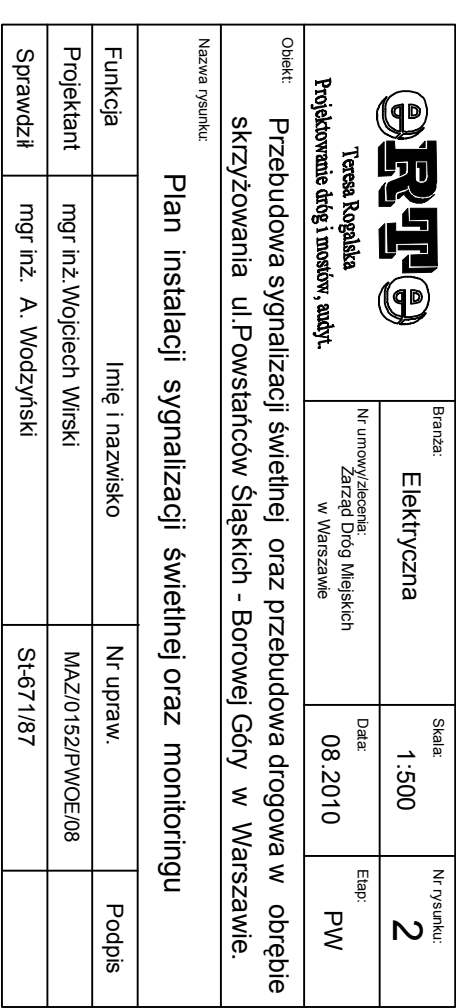 eRTe
Teresa Rogalska
Projektowanie dróg i mostów, audyt.
Branża:
Elektryczna
Skala:
1:500
Nr rysunku:
2
Nr umowy/zlecenia:
Zarząd Dróg Miejskich
w Warszawie
Data:
08.2010
Etap:
PW
Obiekt:
Przebudowa sygnalizacji świetlnej oraz przebudowa drogowa w obrębie
skrzyżowania ul.Powstańców Śląskich - Borowej Góry w Warszawie.
Nazwa rysunku:
Plan instalacji sygnalizacji świetlnej oraz monitoringu
Funkcja Imię i nazwisko Nr upraw. Podpis
Projektant mgr inż.Wojciech Wirski MAZ/0152/PWOE/08
Sprawdził mgr inż. A. Wodzyński St-671/87